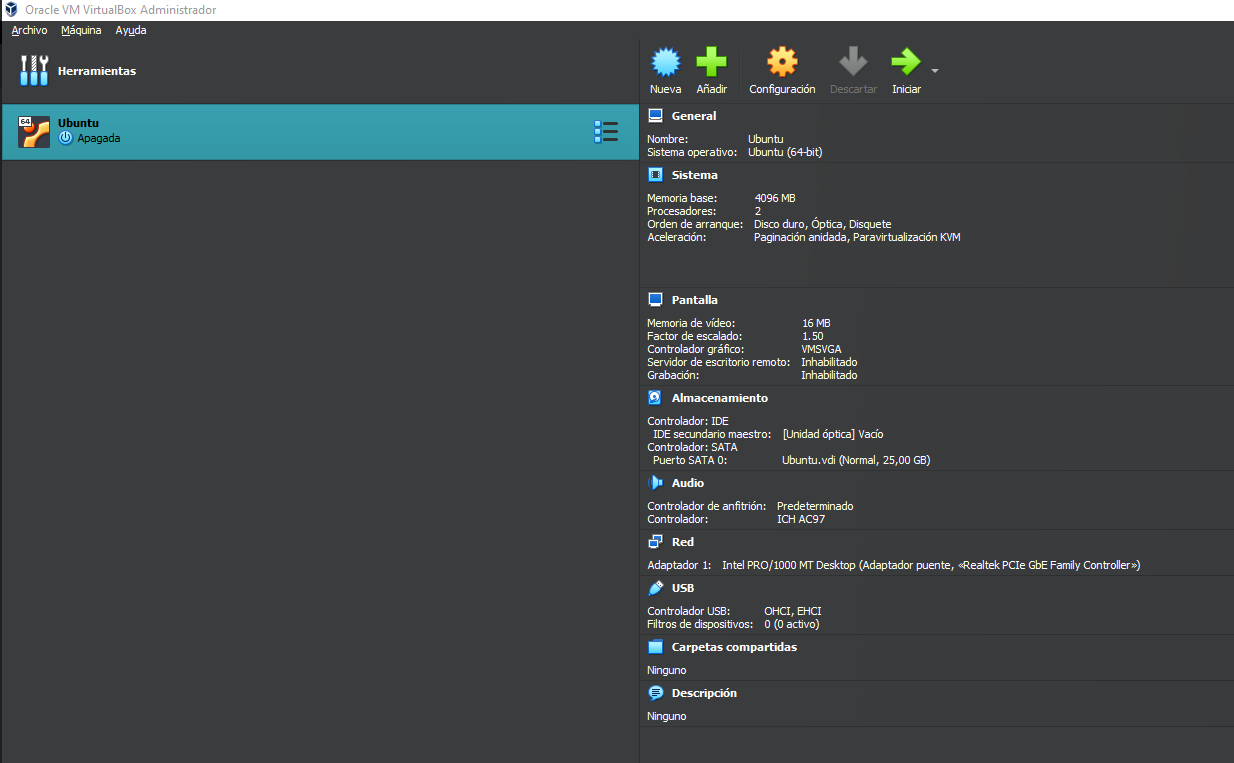 Oracle VM VirtualBox Administrador
Archivo Máquina Ayuda
Herramientas
Nueva Añadir Configuración Descartar Iniciar
64 Ubuntu
Apagada
General
Nombre: Ubuntu
Sistema operativo: Ubuntu (64-bit)
Sistema
Memoria base: 4096 MB
Procesadores: 2
Orden de arranque: Disco duro, Óptica, Disquete
Aceleración: Paginación anidada, Paravirtualización KVM
Pantalla
Memoria de vídeo: 16 MB
Factor de escalado: 1.50
Controlador gráfico: VMSVGA
Servidor de escritorio remoto: Inhabilitado
Grabación: Inhabilitado
Almacenamiento
Controlador: IDE
IDE secundario maestro: [Unidad óptica] Vacío
Controlador: SATA
Puerto SATA 0: Ubuntu.vdi (Normal, 25,00 GB)
Audio
Controlador de anfitrión: Predeterminado
Controlador: ICH AC97
Red
Adaptador 1: Intel PRO/1000 MT Desktop (Adaptador puente, «Realtek PCIe GbE Family Controller»)
USB
Controlador USB: OHCI, EHCI
Filtros de dispositivos: 0 (0 activo)
Carpetas compartidas
Ninguno
Descripción
Ninguno